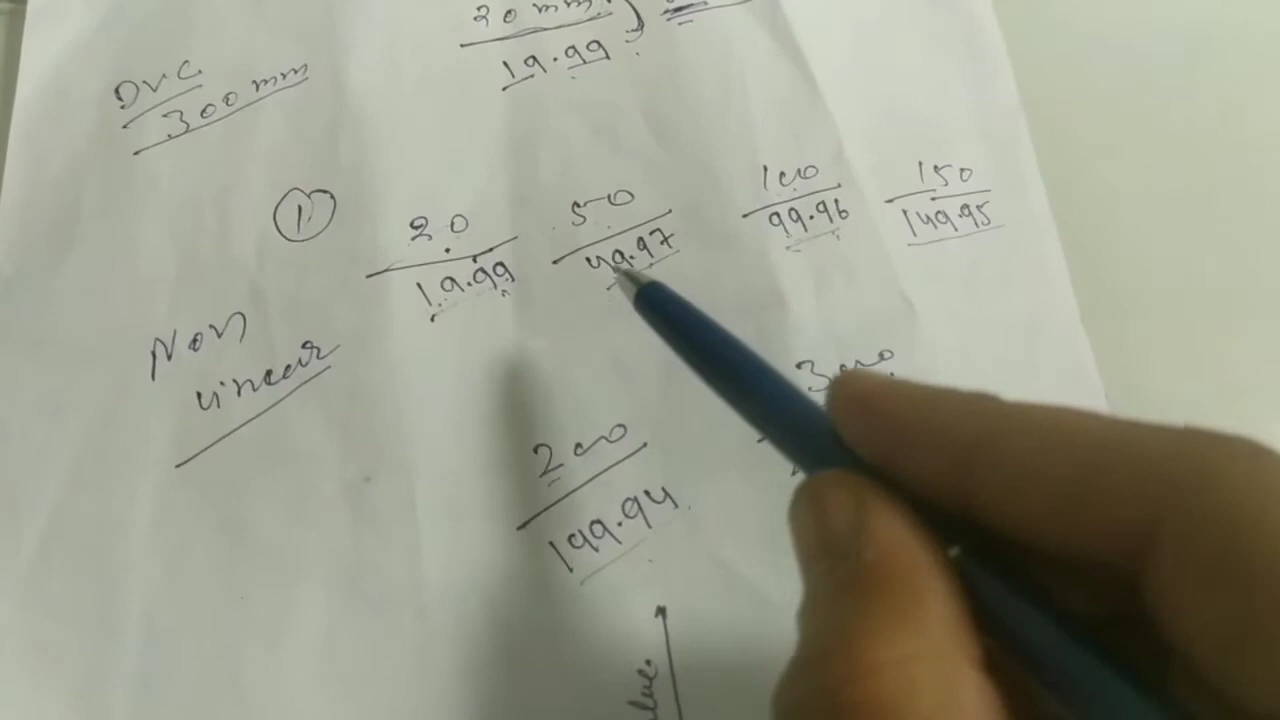 20 mm
19.99
DVC
300 mm
①
20
19.99
50
49.97
100
99.96
150
149.95
Non
linear
200
199.94